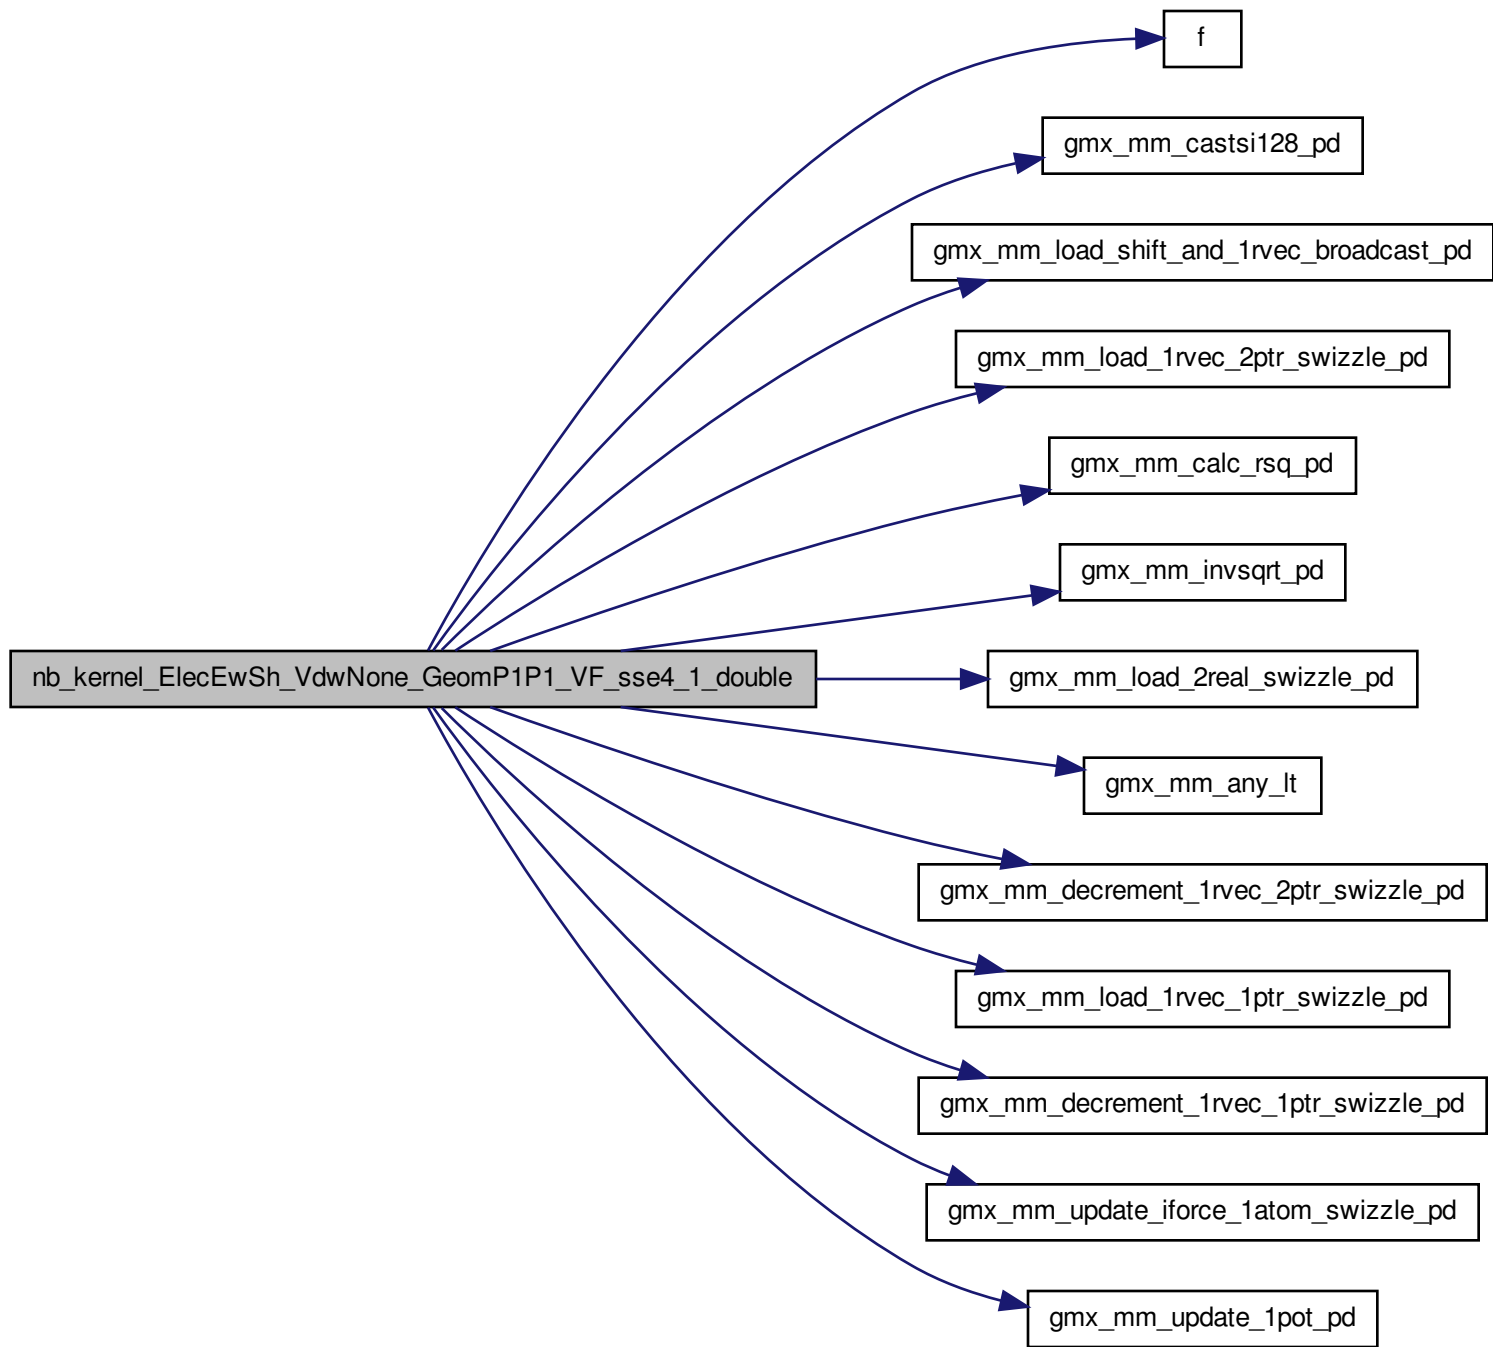 f
gmx_mm_castsi128_pd
gmx_mm_load_shift_and_1rvec_broadcast_pd
gmx_mm_load_1rvec_2ptr_swizzle_pd
gmx_mm_calc_rsq_pd
gmx_mm_invsqrt_pd
nb_kernel_ElecEwSh_VdwNone_GeomP1P1_VF_sse4_1_double
gmx_mm_load_2real_swizzle_pd
gmx_mm_any_lt
gmx_mm_decrement_1rvec_2ptr_swizzle_pd
gmx_mm_load_1rvec_1ptr_swizzle_pd
gmx_mm_decrement_1rvec_1ptr_swizzle_pd
gmx_mm_update_iforce_1atom_swizzle_pd
gmx_mm_update_1pot_pd